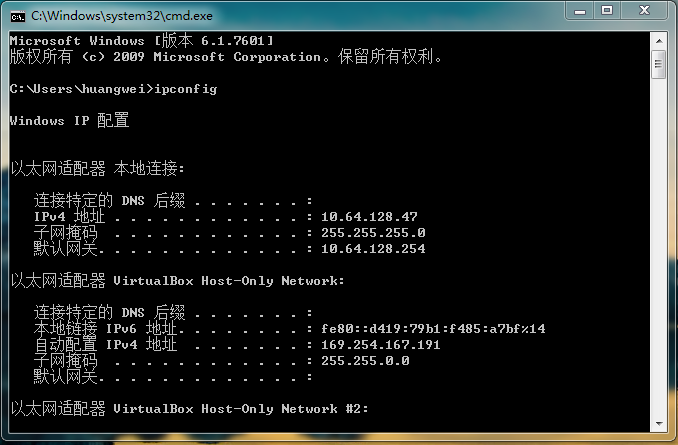 C:\Windows\system32\cmd.exe
Microsoft Windows [版本 6.1.7601]
版权所有 (c) 2009 Microsoft Corporation。保留所有权利。
C:\Users\huangwei>ipconfig
Windows IP 配置
以太网适配器 本地连接:
连接特定的 DNS 后缀 . . . . . . . :
IPv4 地址 . . . . . . . . . . . . : 10.64.128.47
子网掩码  . . . . . . . . . . . . : 255.255.255.0
默认网关. . . . . . . . . . . . . : 10.64.128.254
以太网适配器 VirtualBox Host-Only Network:
连接特定的 DNS 后缀 . . . . . . . :
本地链接 IPv6 地址. . . . . . . . : fe80::d419:79b1:f485:a7bf%14
自动配置 IPv4 地址  . . . . . . . : 169.254.167.191
子网掩码  . . . . . . . . . . . . : 255.255.0.0
默认网关. . . . . . . . . . . . . :
以太网适配器 VirtualBox Host-Only Network #2: